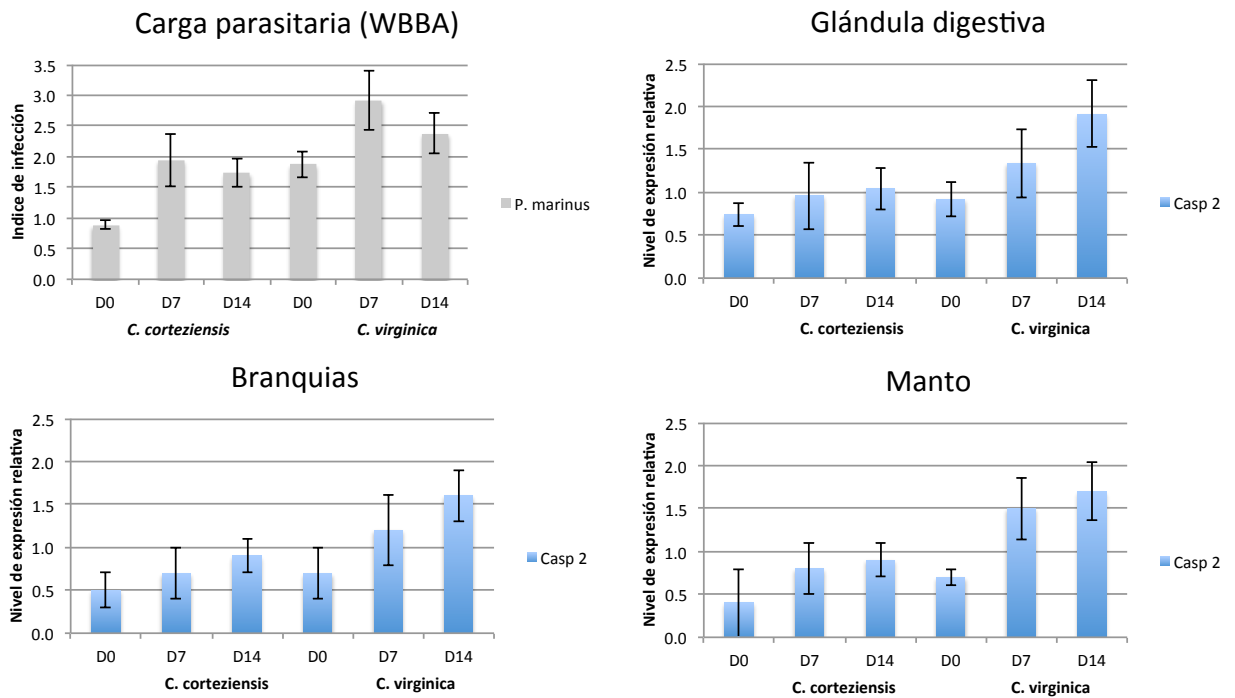 Carga parasitaria (WBBA)
Indice de infección
3.5
3.0
2.5
2.0
1.5
1.0
0.5
0.0
D0 D7 D14 D0 D7 D14
C. corteziensis C. virginica
P. marinus
Glándula digestiva
Nivel de expresión relativa
2.5
2.0
1.5
1.0
0.5
0.0
D0 D7 D14 D0 D7 D14
C. corteziensis C. virginica
Casp 2
Branquias
Nivel de expresión relativa
2.5
2.0
1.5
1.0
0.5
0.0
D0 D7 D14 D0 D7 D14
C. corteziensis C. virginica
Casp 2
Manto
Nivel de expresión relativa
2.5
2.0
1.5
1.0
0.5
0.0
D0 D7 D14 D0 D7 D14
C. corteziensis C. virginica
Casp 2